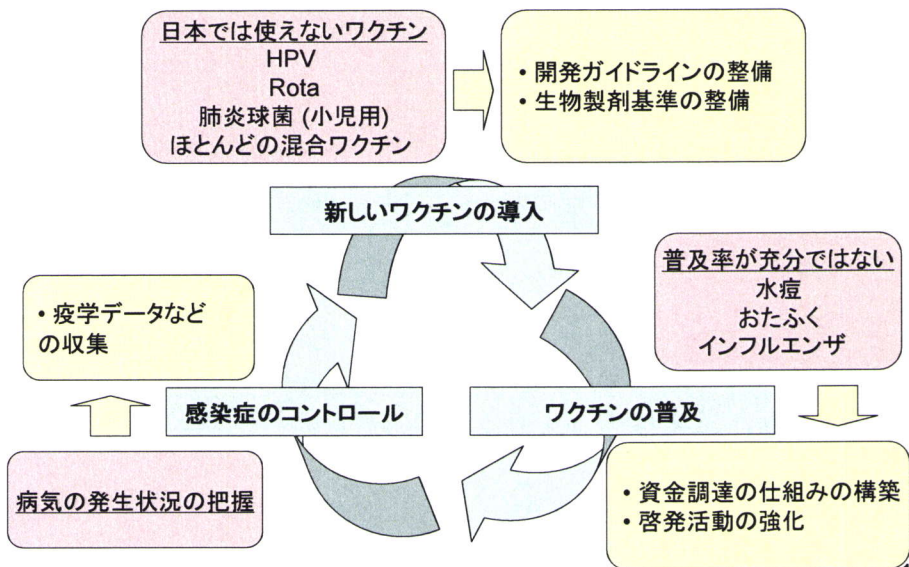 日本では使えないワクチン
HPV
Rota
肺炎球菌 (小児用)
ほとんどの混合ワクチン
• 開発ガイドラインの整備
• 生物製剤基準の整備
新しいワクチンの導入
普及率が充分ではない
水痘
おたふく
インフルエンザ
• 疫学データなど
の収集
感染症のコントロール
ワクチンの普及
病気の発生状況の把握
• 資金調達の仕組みの構築
• 啓発活動の強化